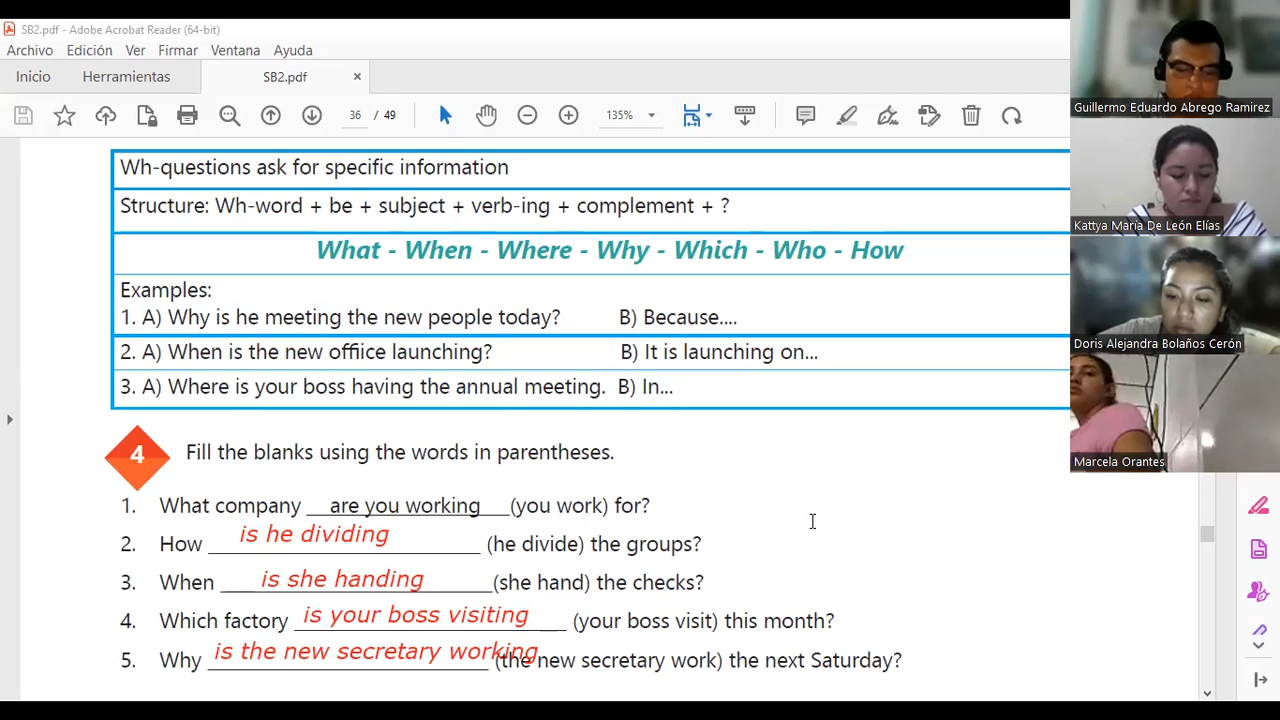 SB2.pdf - Adobe Acrobat Reader (64-bit)
Archivo Edición Ver Firmar Ventana Ayuda
Inicio Herramientas SB2.pdf ×
36 / 49 135%
Wh-questions ask for specific information
Structure: Wh-word + be + subject + verb-ing + complement + ?
What - When - Where - Why - Which - Who - How
Examples:
1. A) Why is he meeting the new people today? B) Because....
2. A) When is the new offiice launching? B) It is launching on...
3. A) Where is your boss having the annual meeting. B) In...
4 Fill the blanks using the words in parentheses.
1. What company are you working (you work) for?
2. How is he dividing (he divide) the groups?
3. When is she handing (she hand) the checks?
4. Which factory is your boss visiting (your boss visit) this month?
5. Why is the new secretary working (the new secretary work) the next Saturday?
Guillermo Eduardo Abrego Ramirez
Kattya María De León Elías
Doris Alejandra Bolaños Cerón
Marcela Orantes